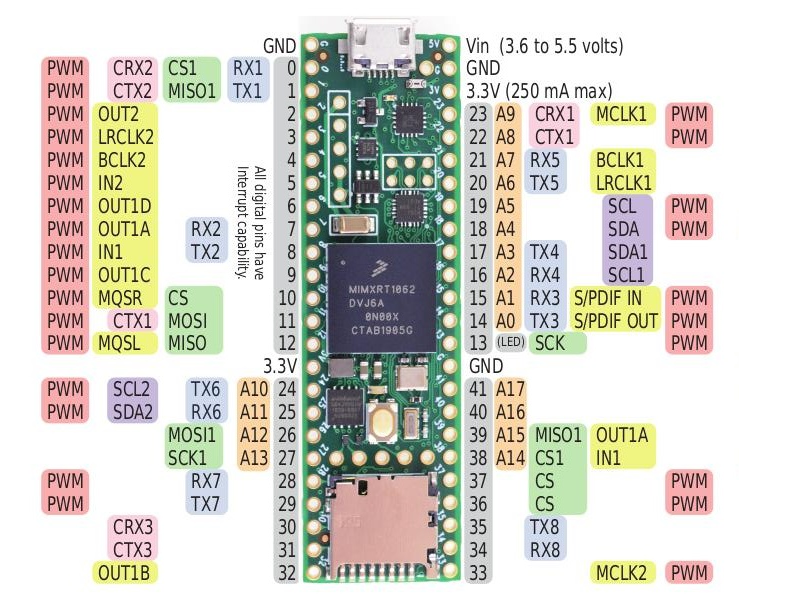 GND 5V Vin (3.6 to 5.5 volts)
PWM CRX2 CS1 RX1 0 GND
PWM CTX2 MISO1 TX1 1 3V 3.3V (250 mA max)
PWM OUT2 2 23 A9 CRX1 MCLK1 PWM
PWM LRCLK2 3 22 A8 CTX1 PWM
PWM BCLK2 4 21 A7 RX5 BCLK1
PWM IN2 5 20 A6 TX5 LRCLK1
PWM OUT1D 6 19 A5 SCL PWM
PWM OUT1A RX2 7 18 A4 SDA PWM
PWM IN1 TX2 8 17 A3 TX4 SDA1
PWM OUT1C 9 16 A2 RX4 SCL1
PWM MQSR CS 10 15 A1 RX3 S/PDIF IN PWM
PWM CTX1 MOSI 11 14 A0 TX3 S/PDIF OUT PWM
PWM MQSL MISO 12 13 (LED) SCK PWM
All digital pins have
Interrupt capability.
MIMXRT1062
DVJ6A
0N00X
CTAB1905G
3.3V GND
PWM SCL2 TX6 A10 24 41 A17
PWM SDA2 RX6 A11 25 40 A16
MOSI1 A12 26 39 A15 MISO1 OUT1A
SCK1 A13 27 38 A14 CS1 IN1
PWM RX7 28 37 CS PWM
PWM TX7 29 36 CS PWM
CRX3 30 35 TX8
CTX3 31 34 RX8
OUT1B 32 33 MCLK2 PWM